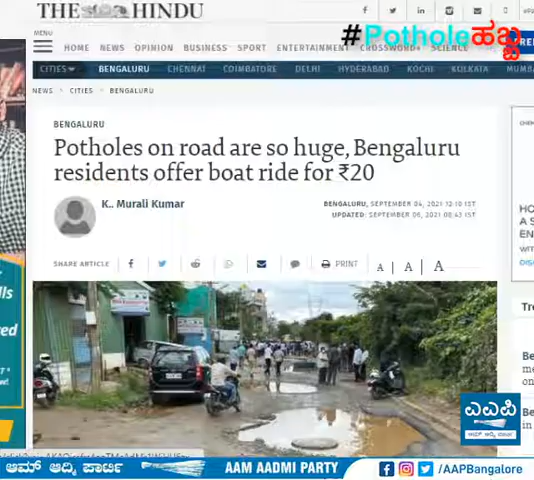 THE HINDU
#Potholeಹಬ್ಬ
MENU
HOME NEWS OPINION BUSINESS SPORT ENTERTAINMENT CROSSWORD+ SCIENCE
CITIES BENGALURU CHENNAI COIMBATORE DELHI HYDERABAD KOCHI KOLKATA MUMBA
NEWS CITIES BENGALURU
BENGALURU
Potholes on road are so huge, Bengaluru
residents offer boat ride for ₹20
K.. Murali Kumar
BENGALURU, SEPTEMBER 04, 2021 12:10 IST
UPDATED: SEPTEMBER 06, 2021 08:43 IST
SHARE ARTICLE
PRINT A | A | A
ಎಎಪಿ
ಆಮ್ ಆದ್ಮಿ ಪಾರ್ಟಿ
AAM AADMI PARTY
/AAPBangalore